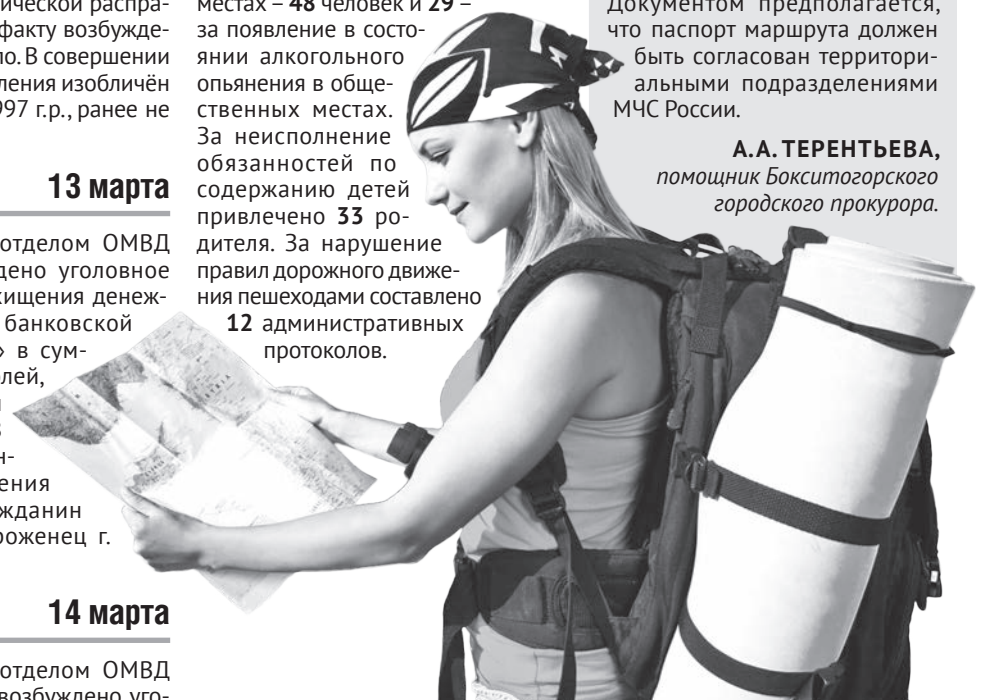 ической распра-
факту возбужде-
ло. В совершении
ления изобличён
997 г.р., ранее не
13 марта
отделом ОМВД
дено уголовное
хищения денеж-
банковской
» в сум-
лей,
н-
ения
жданин
роженец г.
14 марта
отделом ОМВД
возбуждено уго-
местах – 48 человек и 29 –
за появление в состо-
янии алкогольного
опьянения в обще-
ственных местах.
За неисполнение
обязанностей по
содержанию детей
привлечено 33 ро-
дителя. За нарушение
правил дорожного движе-
ния пешеходами составлено
12 административных
протоколов.
Документом предполагается,
что паспорт маршрута должен
быть согласован территори-
альными подразделениями
МЧС России.
А.А. ТЕРЕНТЬЕВА,
помощник Бокситогорского
городского прокурора.